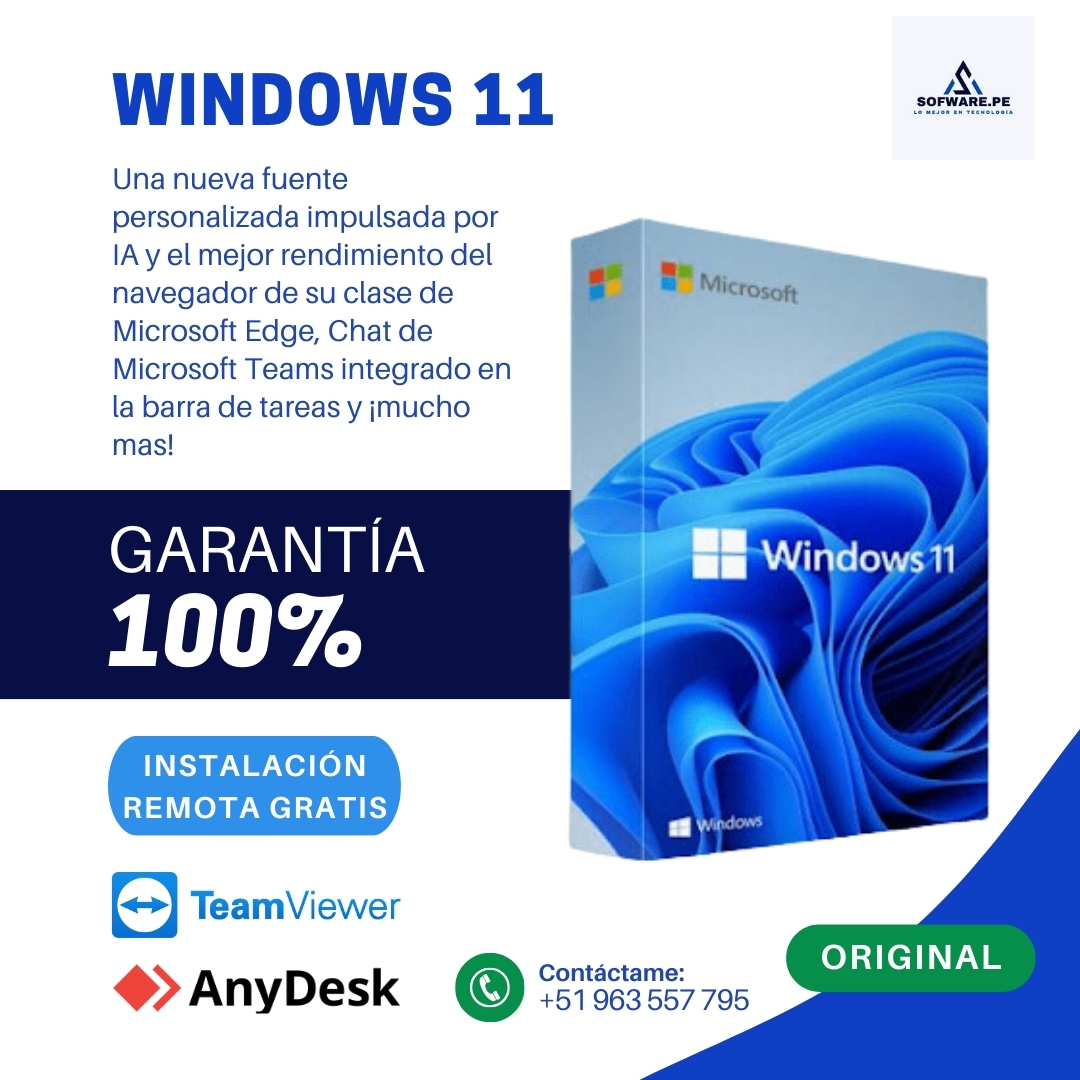 WINDOWS 11
SOFWARE.PE
LO MEJOR EN TECNOLOGÍA
Una nueva fuente
personalizada impulsada por
IA y el mejor rendimiento del
navegador de su clase de
Microsoft Edge, Chat de
Microsoft Teams integrado en
la barra de tareas y ¡mucho
mas!
Microsoft
Windows 11
Windows
GARANTÍA
100%
INSTALACIÓN
REMOTA GRATIS
TeamViewer
AnyDesk
Contáctame:
+51 963 557 795
ORIGINAL